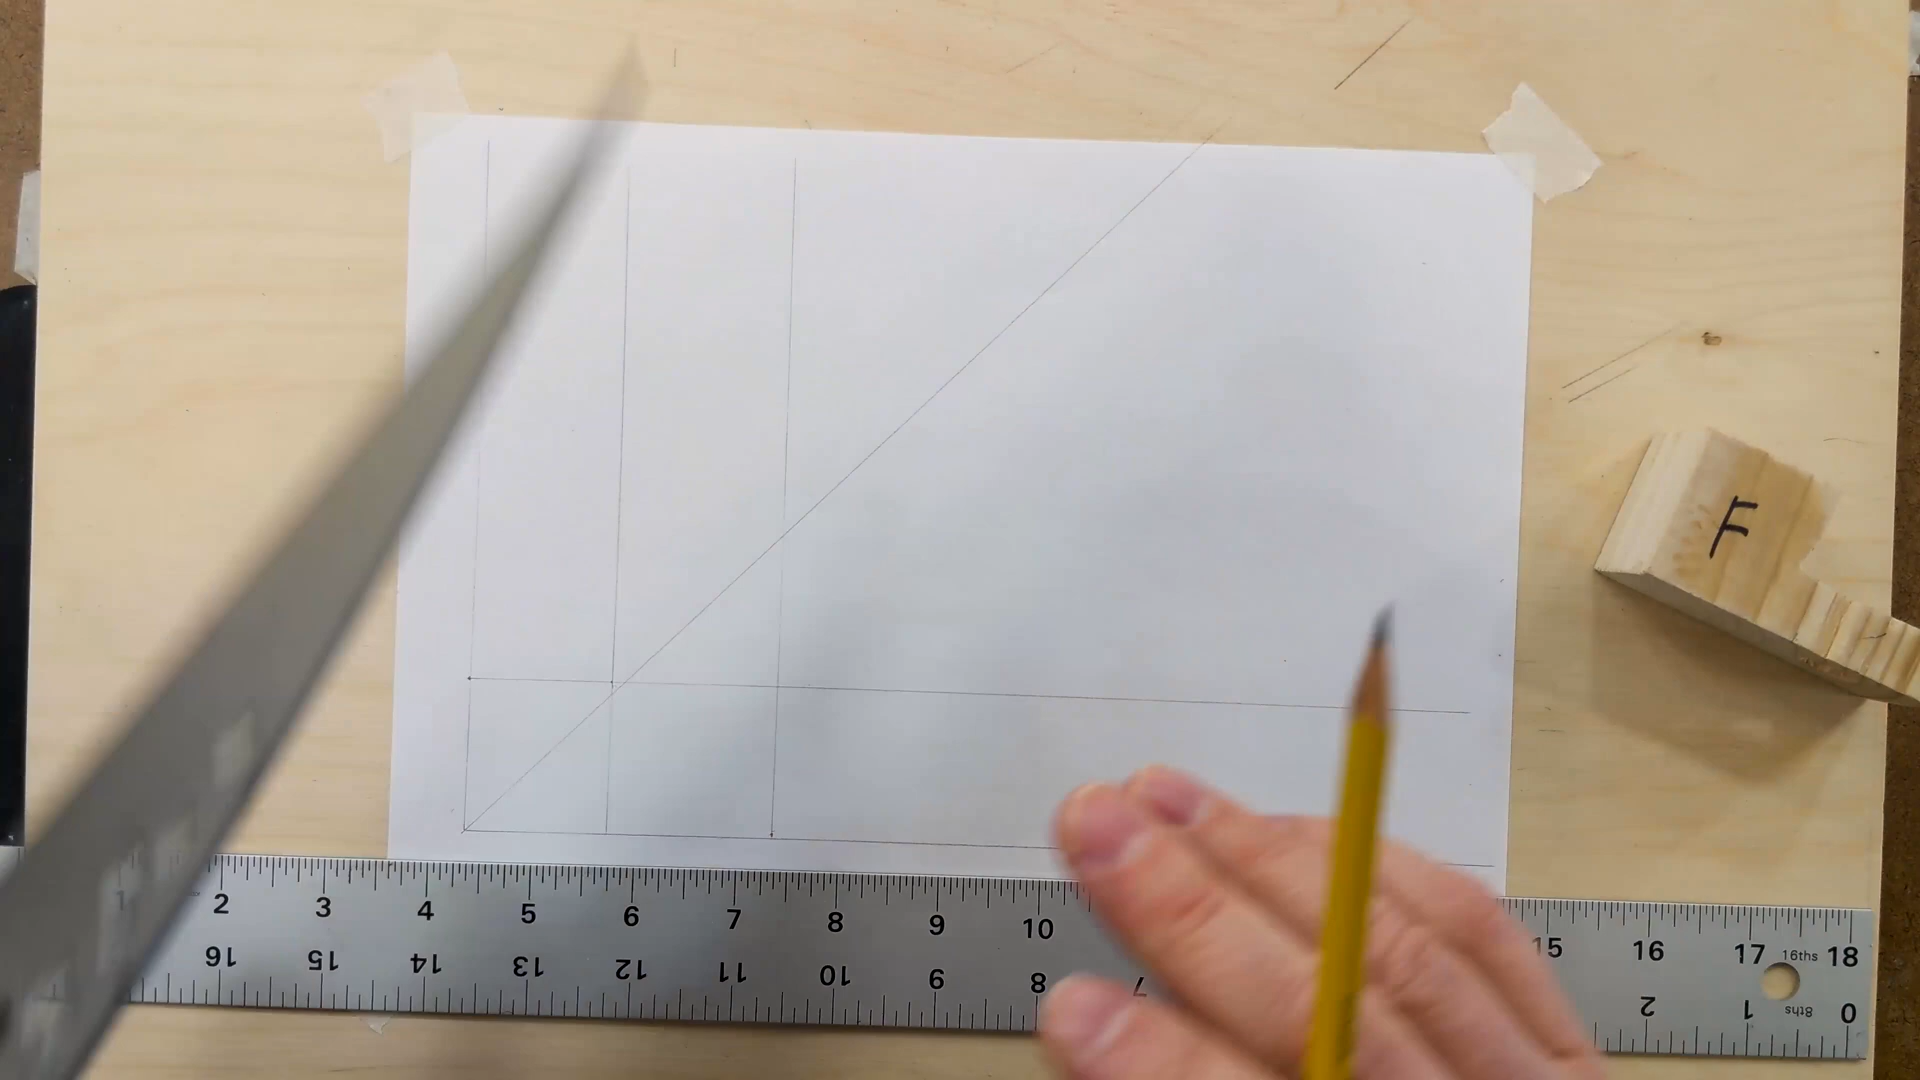 F
2 3 4 5 6 7 8 9 10 15 16 17 16ths 18
16 15 14 13 12 11 10 9 8 7 2 1 8ths 0